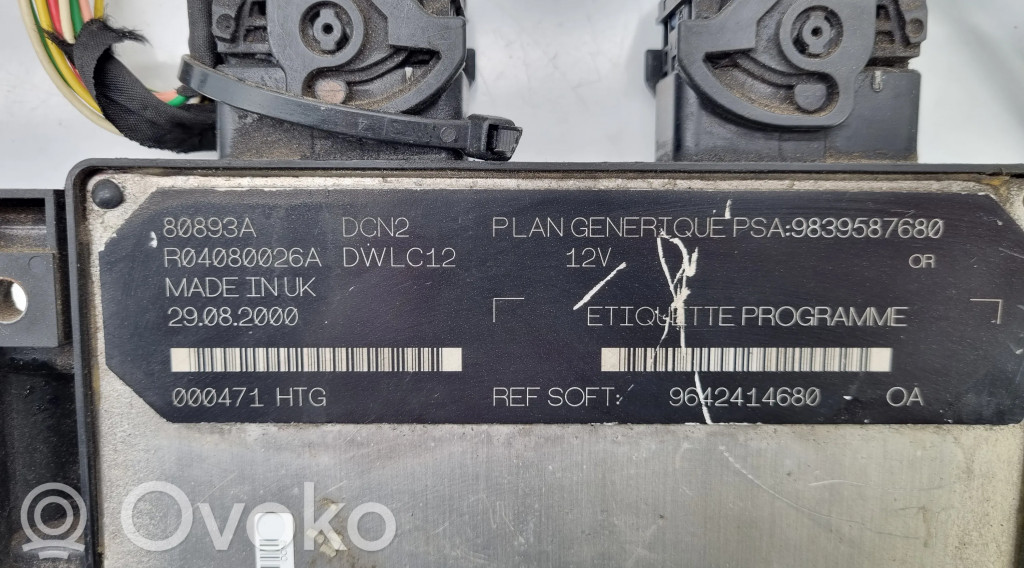 80893A DCN2 PLAN GENERIQUE PSA:9839587680
R04080026A DWLC12 12V OR
MADE IN UK
29.08.2000 ETIQUETTE PROGRAMME
000471 HTG REF SOFT: 9642414680 OA
Ovoko